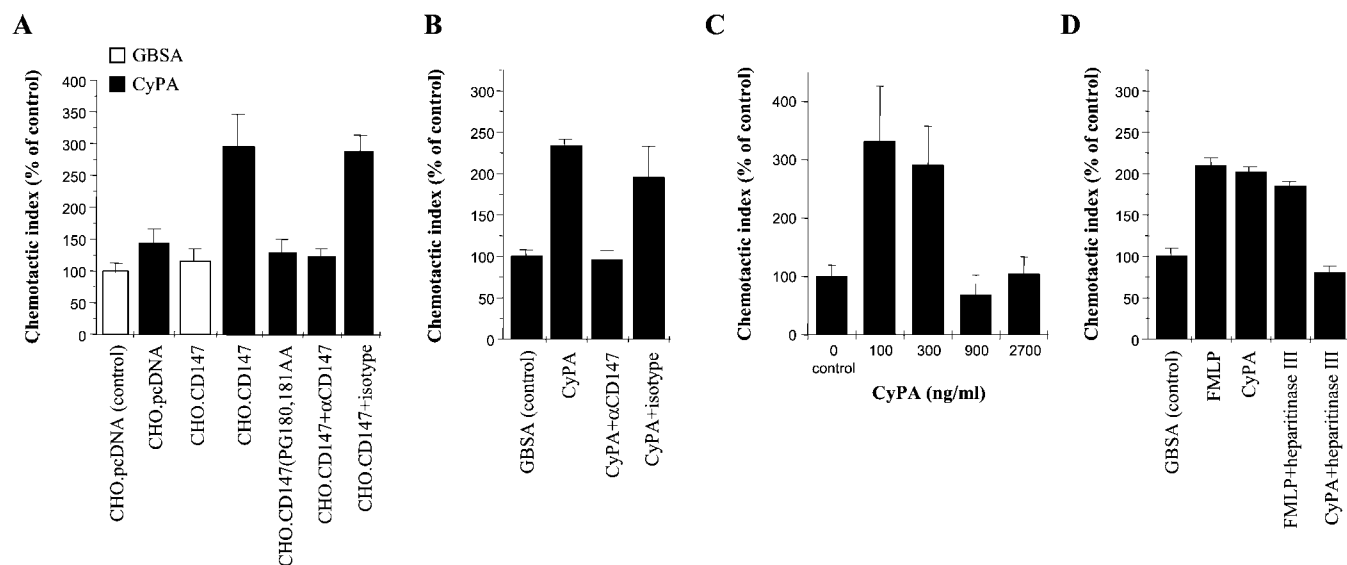 A
GBSA
CyPA
Chemotactic index (% of control)
400
350
300
250
200
150
100
50
0
CHO.pcDNA (control)
CHO.pcDNA
CHO.CD147
CHO.CD147
CHO.CD147(PG180,181AA
CHO.CD147+αCD147
CHO.CD147+isotype
B
Chemotactic index (% of control)
300
250
200
150
100
50
0
GBSA (control)
CyPA
CyPA+αCD147
CyPA+isotype
C
Chemotactic index (% of control)
400
300
200
100
0
0 100 300 900 2700
control
CyPA (ng/ml)
D
Chemotactic index (% of control)
300
250
200
150
100
50
0
GBSA (control)
FMLP
CyPA
FMLP+heparitinase III
CyPA+heparitinase III